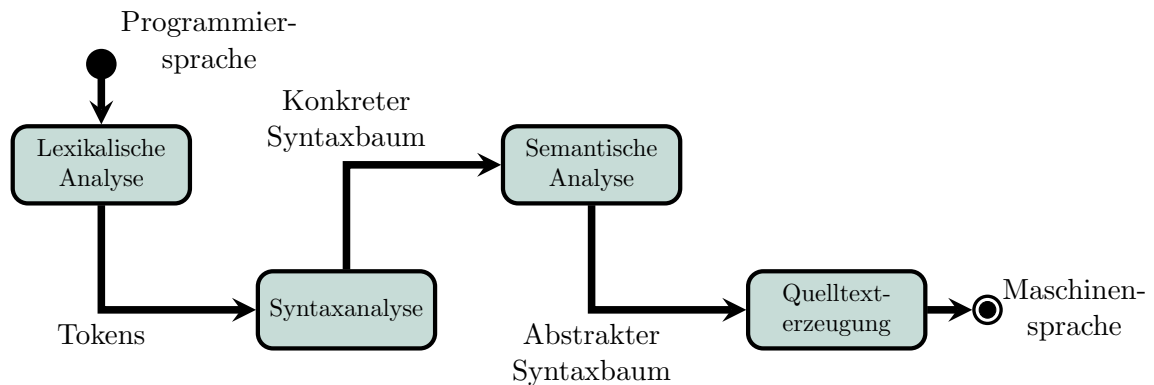 Programmier-
sprache
Lexikalische
Analyse
Tokens
Syntaxanalyse
Konkreter
Syntaxbaum
Semantische
Analyse
Abstrakter
Syntaxbaum
Quelltext-
erzeugung
Maschinen-
sprache